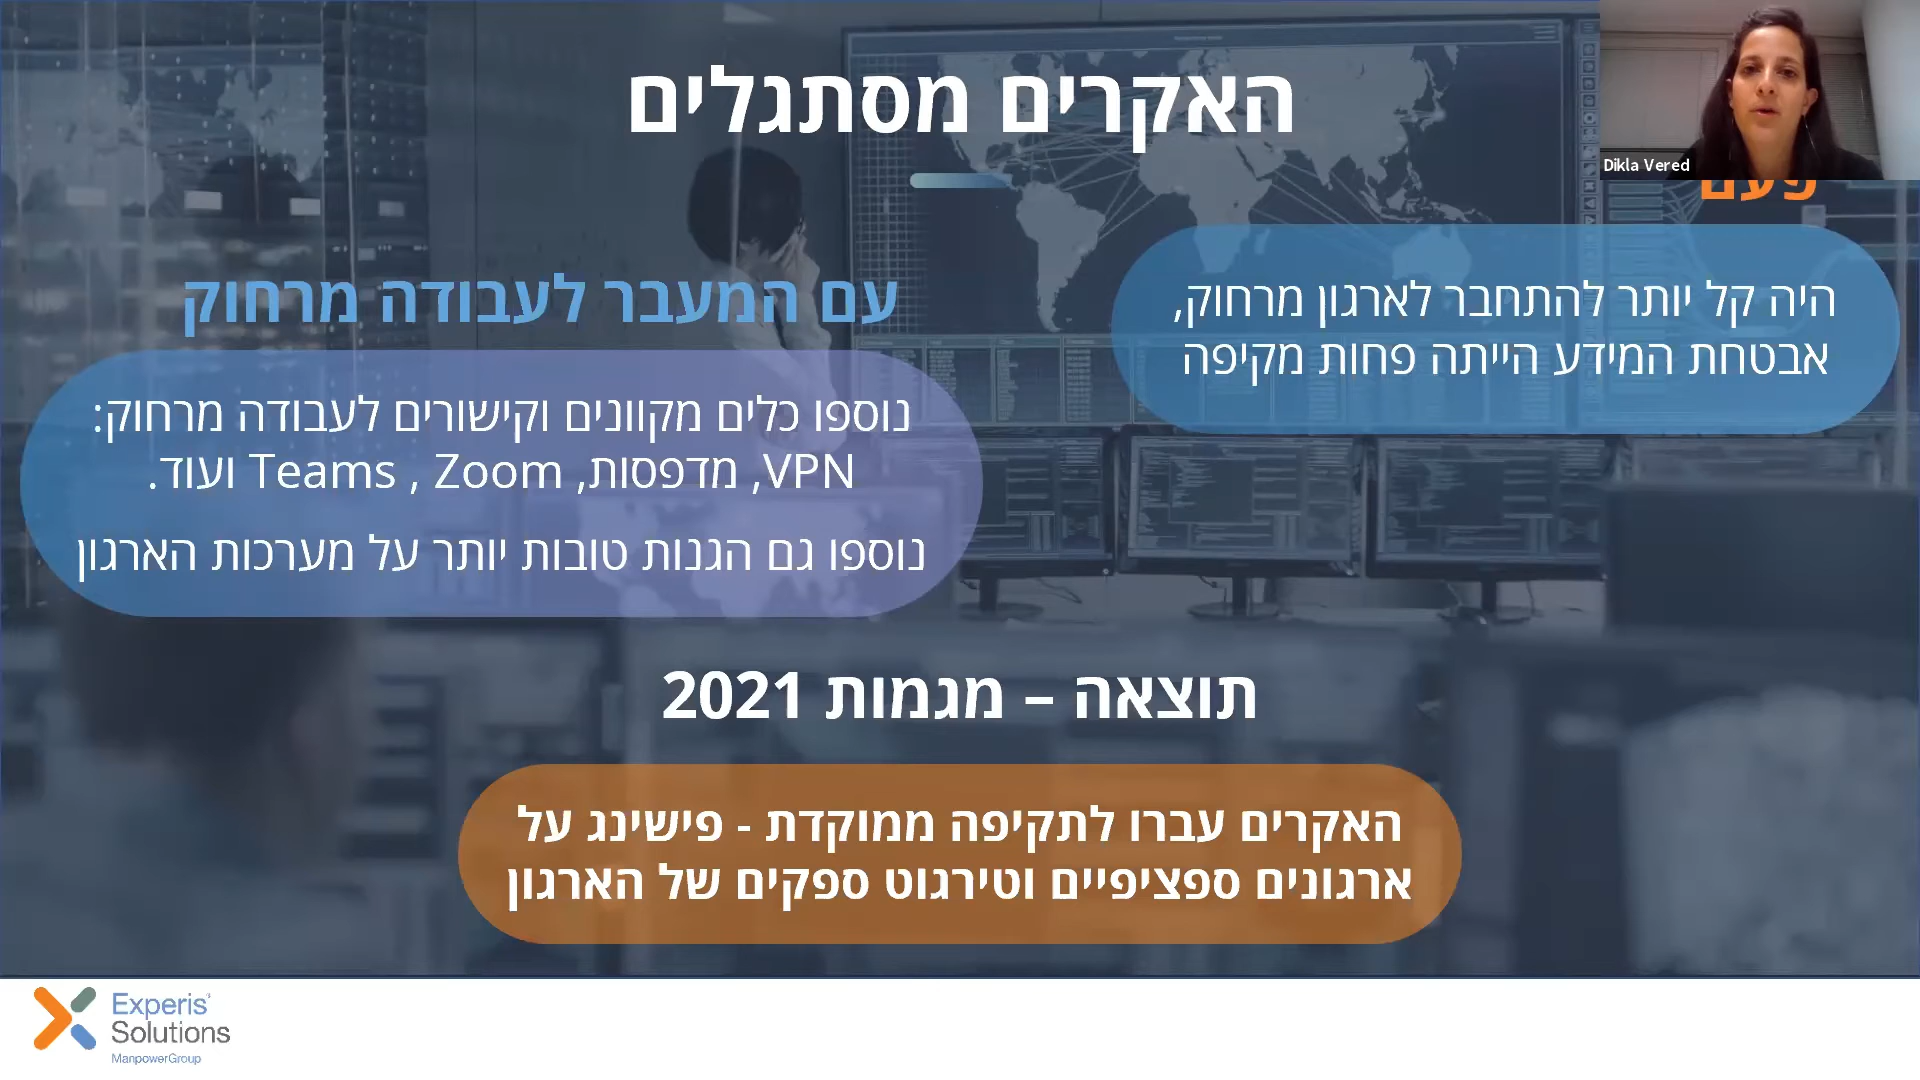 האקרים מסתגלים
Dikla Vered
פעם
היה קל יותר להתחבר לארגון מרחוק,
אבטחת המידע הייתה פחות מקיפה
עם המעבר לעבודה מרחוק
נוספו כלים מקוונים וקישורים לעבודה מרחוק:
VPN, מדפסות, Teams , Zoom ועוד.
נוספו גם הגנות טובות יותר על מערכות הארגון
תוצאה – מגמות 2021
האקרים עברו לתקיפה ממוקדת - פישינג על
ארגונים ספציפיים וטירגוט ספקים של הארגון
Experis
Solutions
ManpowerGroup